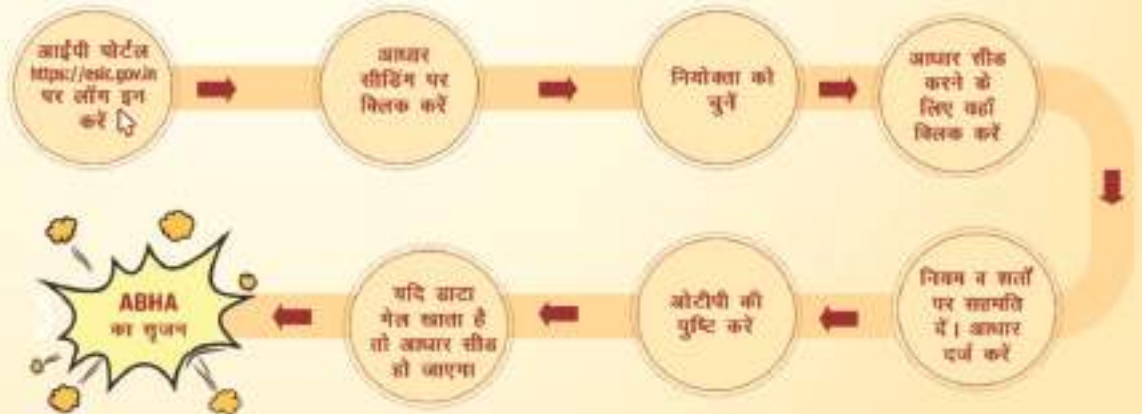 आईपी पोर्टल
https://esic.gov.in
पर लॉग इन
करें
आधार
सीडिंग पर
क्लिक करें
नियोक्ता को
चुनें
आधार सीड
करने के
लिए यहाँ
क्लिक करें
नियम व शर्तों
पर सहमति
दें। आधार
दर्ज करें
ओटीपी की
पुष्टि करें
यदि डाटा
मेल खाता है
तो आधार सीड
हो जाएगा
ABHA
का सृजन